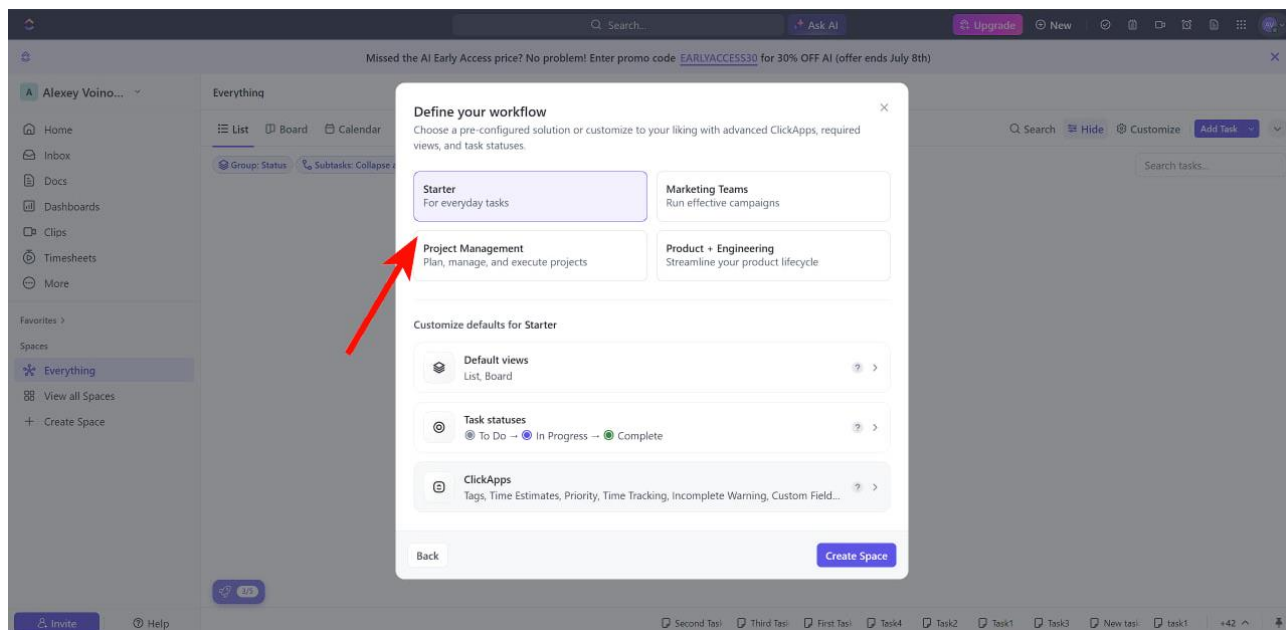 Search...
Ask AI
Upgrade
New
Missed the AI Early Access price? No problem! Enter promo code EARLYACCESS30 for 30% OFF AI (offer ends July 8th)
A Alexey Voino...
Everything
Home
Inbox
Docs
Dashboards
Clips
Timesheets
More
Favorites >
Spaces
Everything
View all Spaces
+ Create Space
Invite
Help
List Board Calendar
Search Hide Customize Add Task
Group: Status Subtasks: Collapse a
Search tasks...
Define your workflow
Choose a pre-configured solution or customize to your liking with advanced ClickApps, required
views, and task statuses.
Starter
For everyday tasks
Marketing Teams
Run effective campaigns
Project Management
Plan, manage, and execute projects
Product + Engineering
Streamline your product lifecycle
Customize defaults for Starter
Default views
List, Board
?
Task statuses
To Do → In Progress → Complete
?
ClickApps
Tags, Time Estimates, Priority, Time Tracking, Incomplete Warning, Custom Field...
?
Back
Create Space
3/5
Second Tas Third Tas First Tas Task4 Task2 Task1 Task3 New tas task1 +42